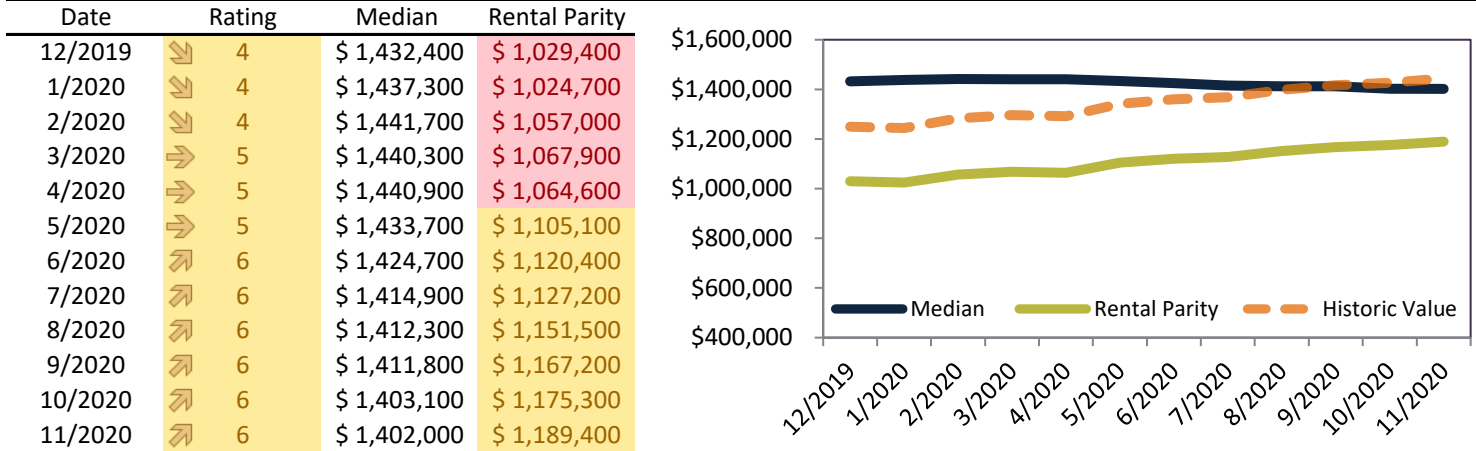 Date Rating Median Rental Parity
12/2019 4 $ 1,432,400 $ 1,029,400
1/2020 4 $ 1,437,300 $ 1,024,700
2/2020 4 $ 1,441,700 $ 1,057,000
3/2020 5 $ 1,440,300 $ 1,067,900
4/2020 5 $ 1,440,900 $ 1,064,600
5/2020 5 $ 1,433,700 $ 1,105,100
6/2020 6 $ 1,424,700 $ 1,120,400
7/2020 6 $ 1,414,900 $ 1,127,200
8/2020 6 $ 1,412,300 $ 1,151,500
9/2020 6 $ 1,411,800 $ 1,167,200
10/2020 6 $ 1,403,100 $ 1,175,300
11/2020 6 $ 1,402,000 $ 1,189,400
$1,600,000
$1,400,000
$1,200,000
$1,000,000
$800,000
$600,000
$400,000
Median Rental Parity Historic Value
12/2019 1/2020 2/2020 3/2020 4/2020 5/2020 6/2020 7/2020 8/2020 9/2020 10/2020 11/2020